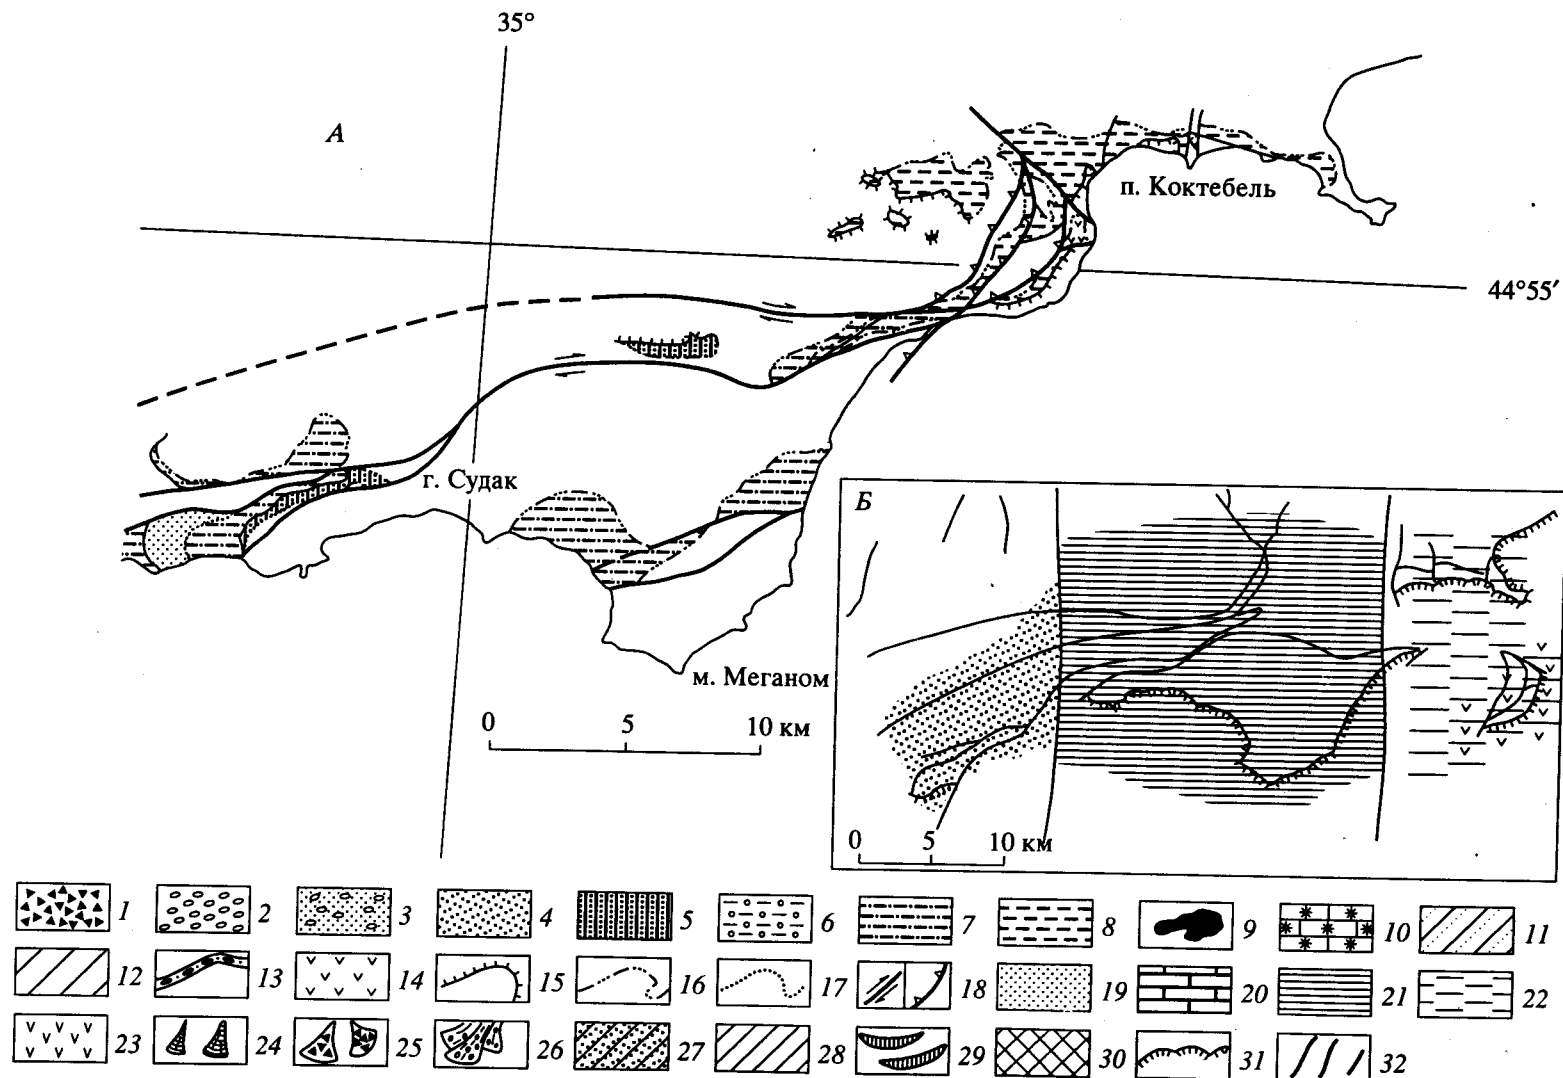 35°
А
п. Коктебель
44°55′
г. Судак
Б
м. Меганом
0 5 10 км
0 5 10 км
1 2 3 4 5 6 7 8 9 10 11
12 13 14 15 16 17 18 19 20 21 22
23 24 25 26 27 28 29 30 31 32